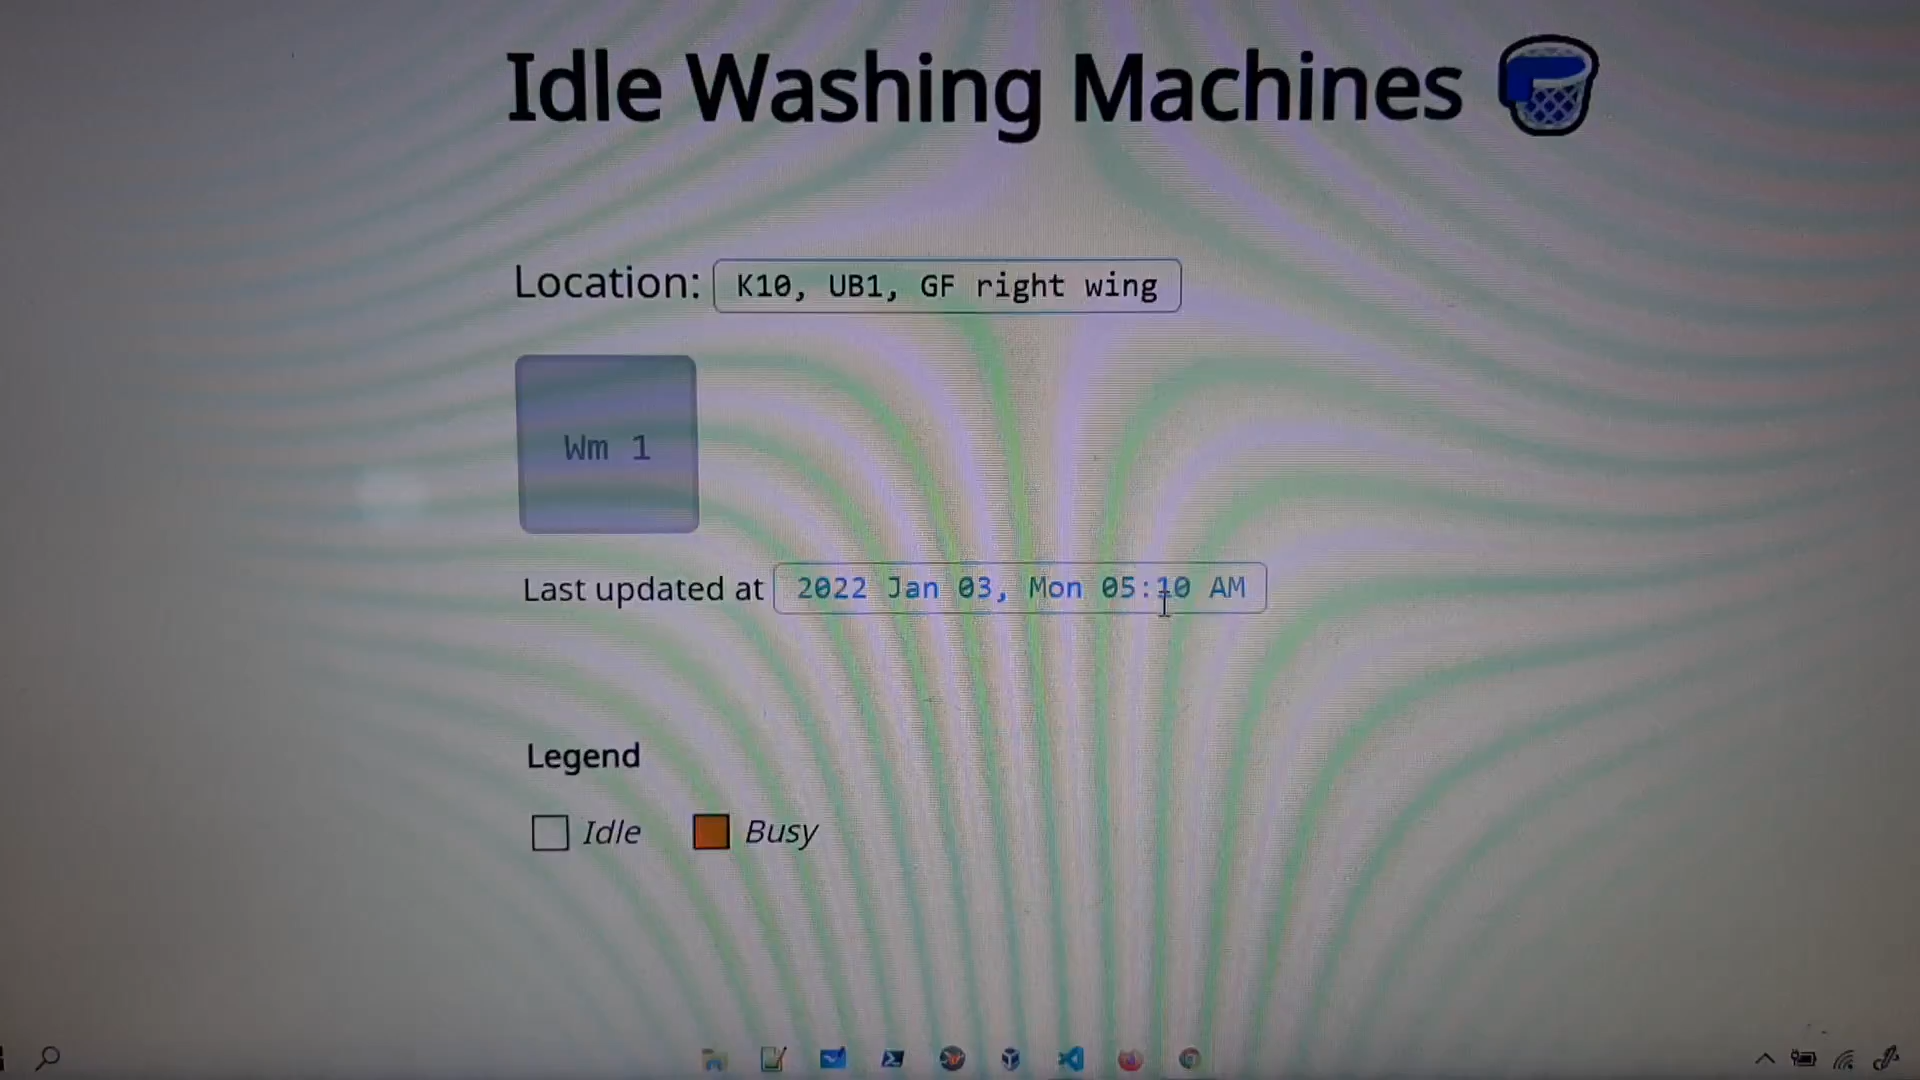 Idle Washing Machines
Location: K10, UB1, GF right wing
Wm 1
Last updated at 2022 Jan 03, Mon 05:10 AM
Legend
Idle Busy